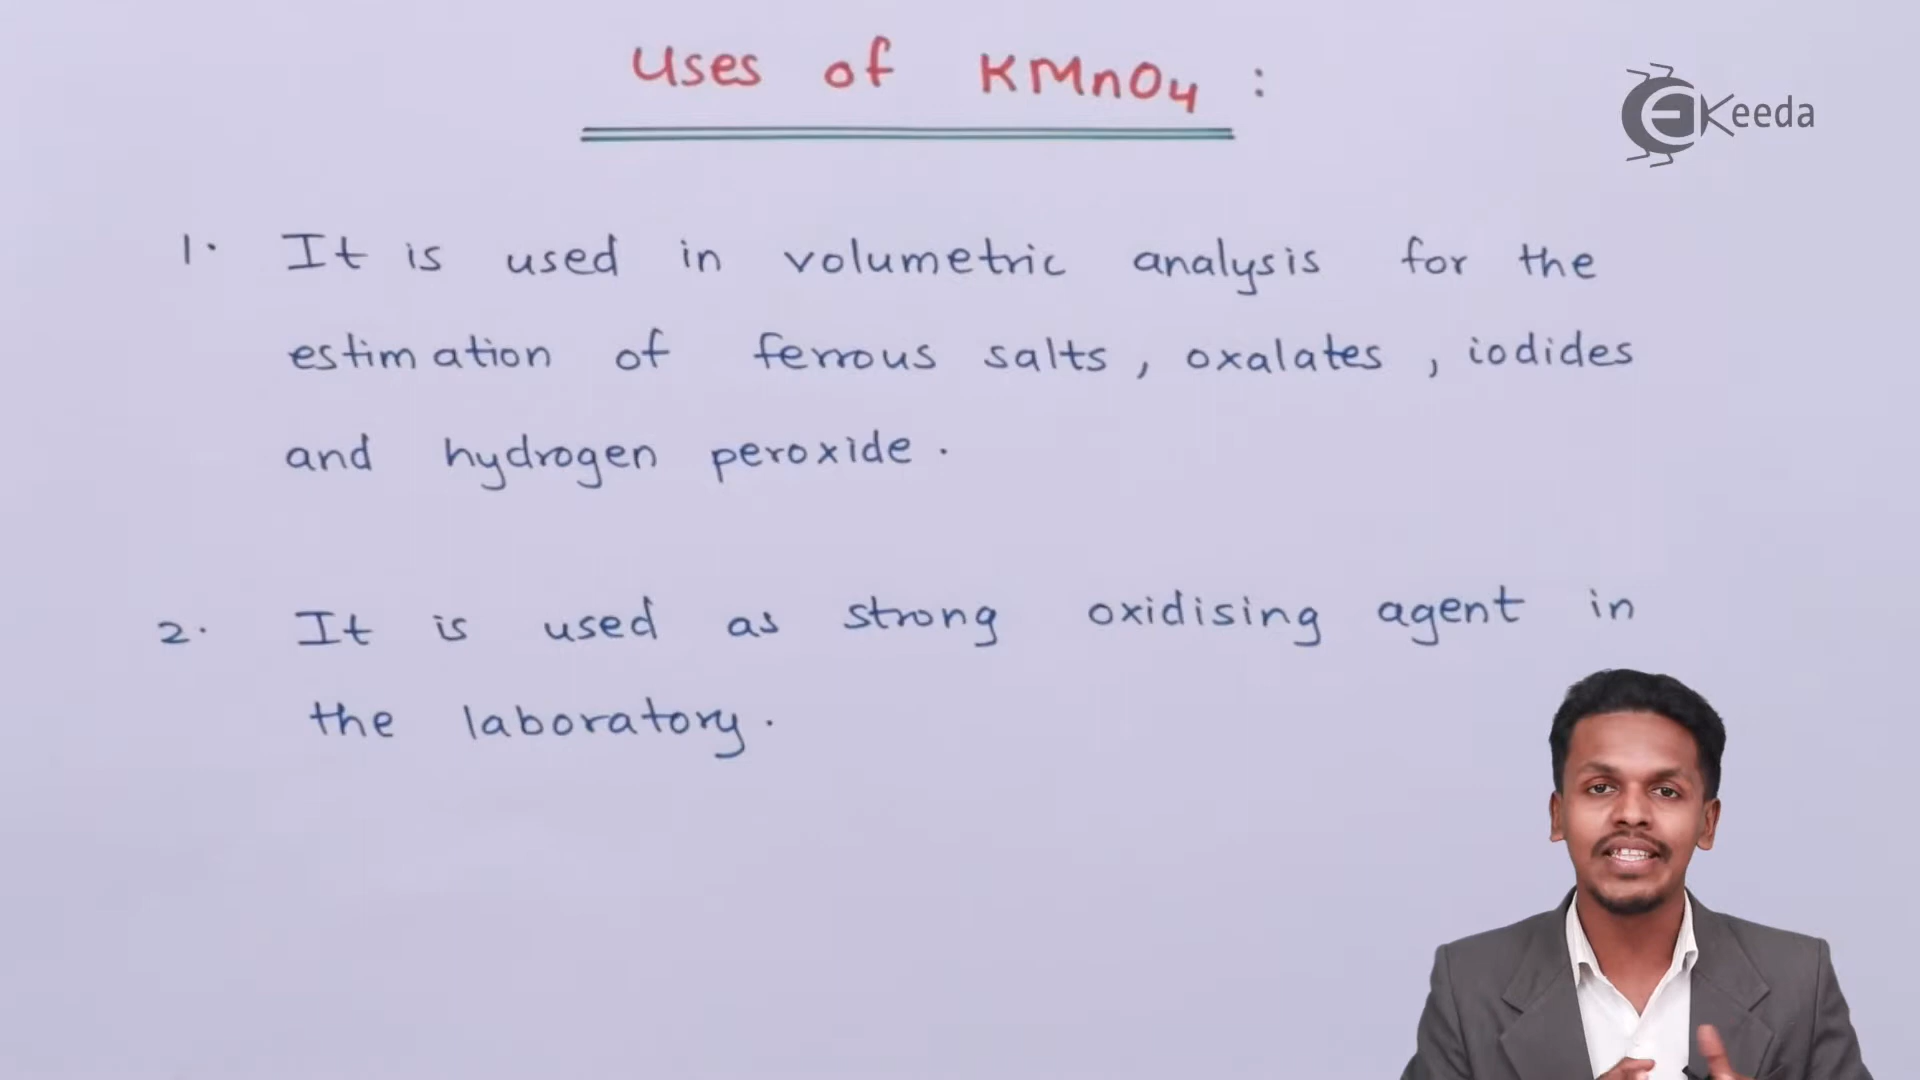 Uses of KMnO4 :
EKeeda
1. It is used in volumetric analysis for the
estimation of ferrous salts, oxalates, iodides
and hydrogen peroxide.
2. It is used as strong oxidising agent in
the laboratory.